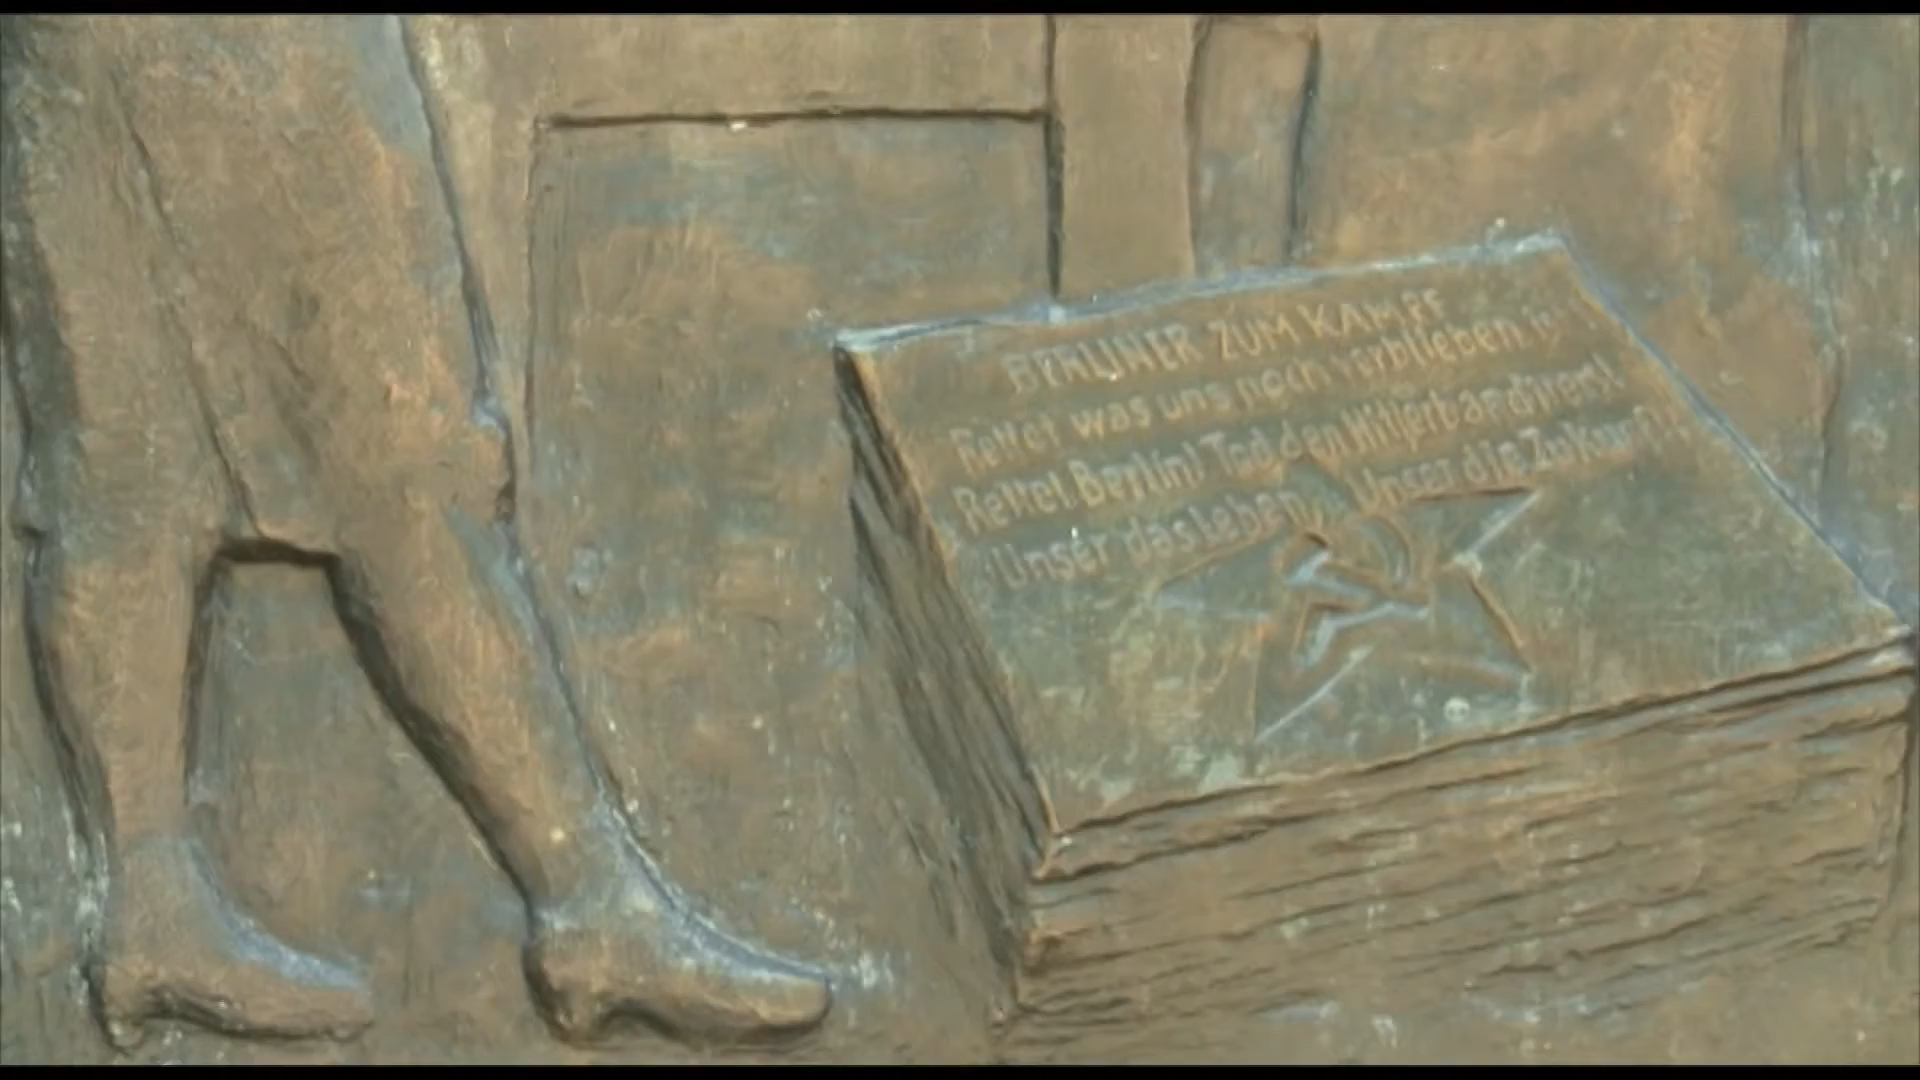 BERLINER ZUM KAMPF
Rettet was uns noch verblieben ist!
Rettet Berlin! Tod den Hitlerbanditen!
Unser das Leben, Unser die Zukunft!